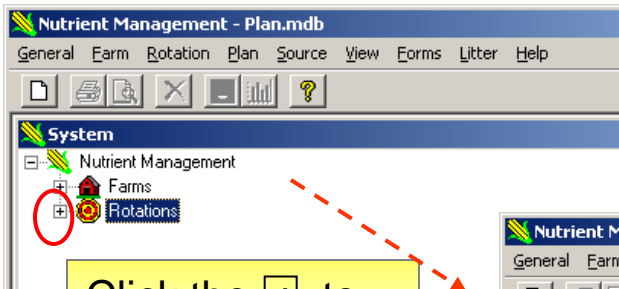 Nutrient Management - Plan.mdb
General Farm Rotation Plan Source View Forms Litter Help
System
Nutrient Management
Farms
Rotations
Nutrient M
General Farm
Click the + to